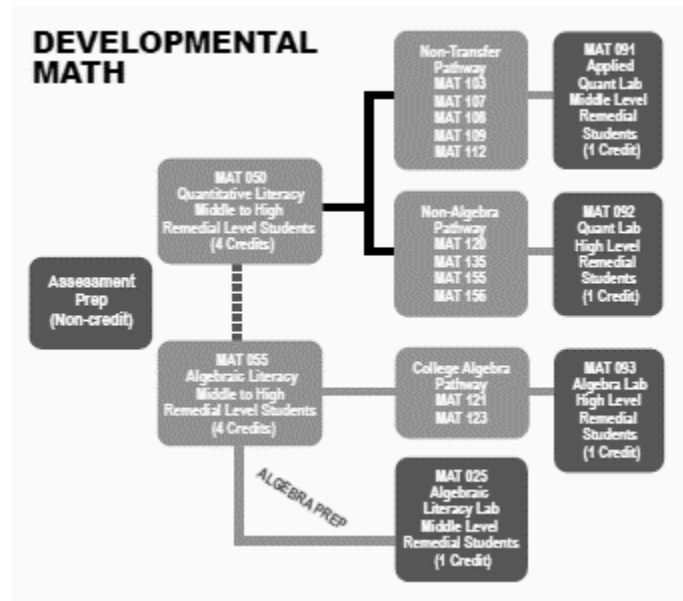 DEVELOPMENTAL
MATH
Non-Transfer
Pathway
MAT 103
MAT 107
MAT 108
MAT 109
MAT 112
MAT 091
Applied
Quant Lab
Middle Level
Remedial
Students
(1 Credit)
MAT 050
Quantitative Literacy
Middle to High
Remedial Level Students
(4 Credits)
Non-Algebra
Pathway
MAT 120
MAT 135
MAT 155
MAT 156
MAT 092
Quant Lab
High Level
Remedial
Students
(1 Credit)
Assessment
Prep
(Non-credit)
MAT 055
Algebraic Literacy
Middle to High
Remedial Level Students
(4 Credits)
College Algebra
Pathway
MAT 121
MAT 123
MAT 093
Algebra Lab
High Level
Remedial
Students
(1 Credit)
ALGEBRA PREP
MAT 025
Algebraic
Literacy Lab
Middle Level
Remedial Students
(1 Credit)